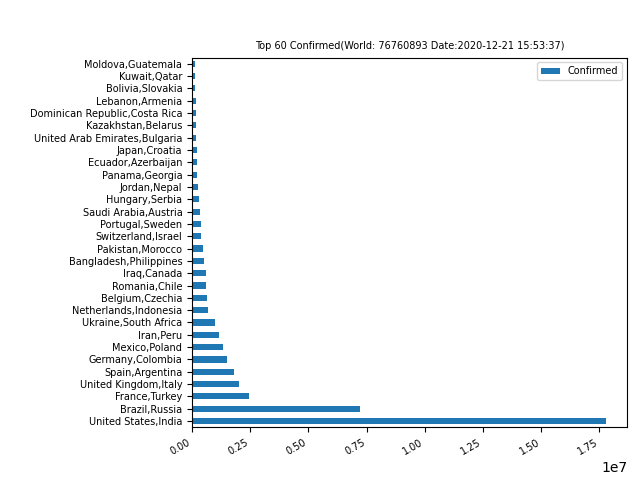 Top 60 Confirmed(World: 76760893 Date:2020-12-21 15:53:37)
Confirmed
Moldova,Guatemala
Kuwait,Qatar
Bolivia,Slovakia
Lebanon,Armenia
Dominican Republic,Costa Rica
Kazakhstan,Belarus
United Arab Emirates,Bulgaria
Japan,Croatia
Ecuador,Azerbaijan
Panama,Georgia
Jordan,Nepal
Hungary,Serbia
Saudi Arabia,Austria
Portugal,Sweden
Switzerland,Israel
Pakistan,Morocco
Bangladesh,Philippines
Iraq,Canada
Romania,Chile
Belgium,Czechia
Netherlands,Indonesia
Ukraine,South Africa
Iran,Peru
Mexico,Poland
Germany,Colombia
Spain,Argentina
United Kingdom,Italy
France,Turkey
Brazil,Russia
United States,India
0.00 0.25 0.50 0.75 1.00 1.25 1.50 1.75
1e7